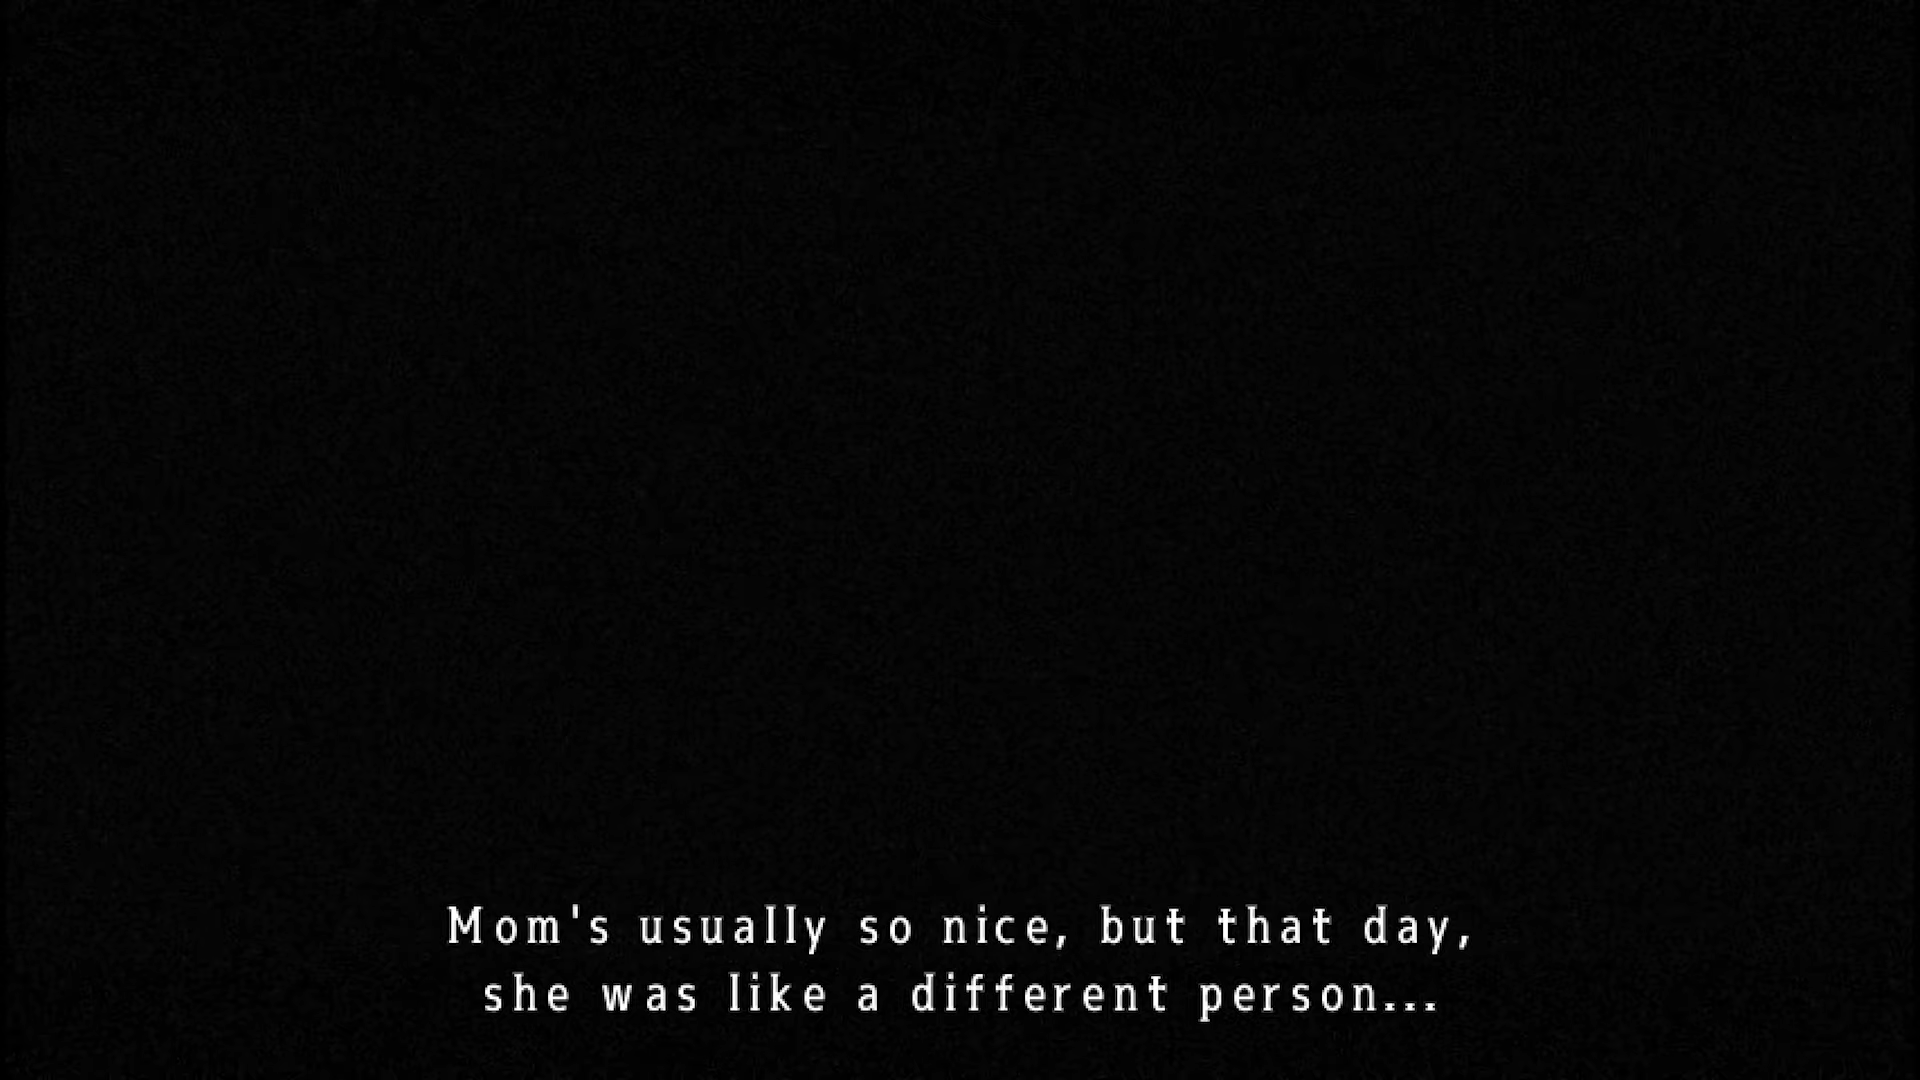 Mom's usually so nice, but that day,
she was like a different person...